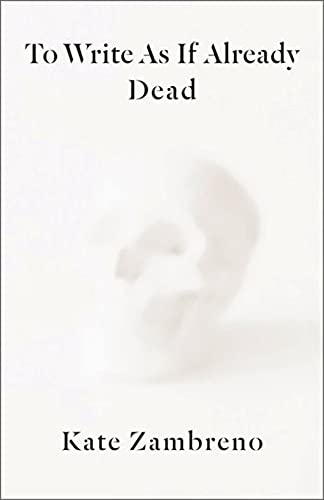 To Write As If Already
Dead
Kate Zambreno